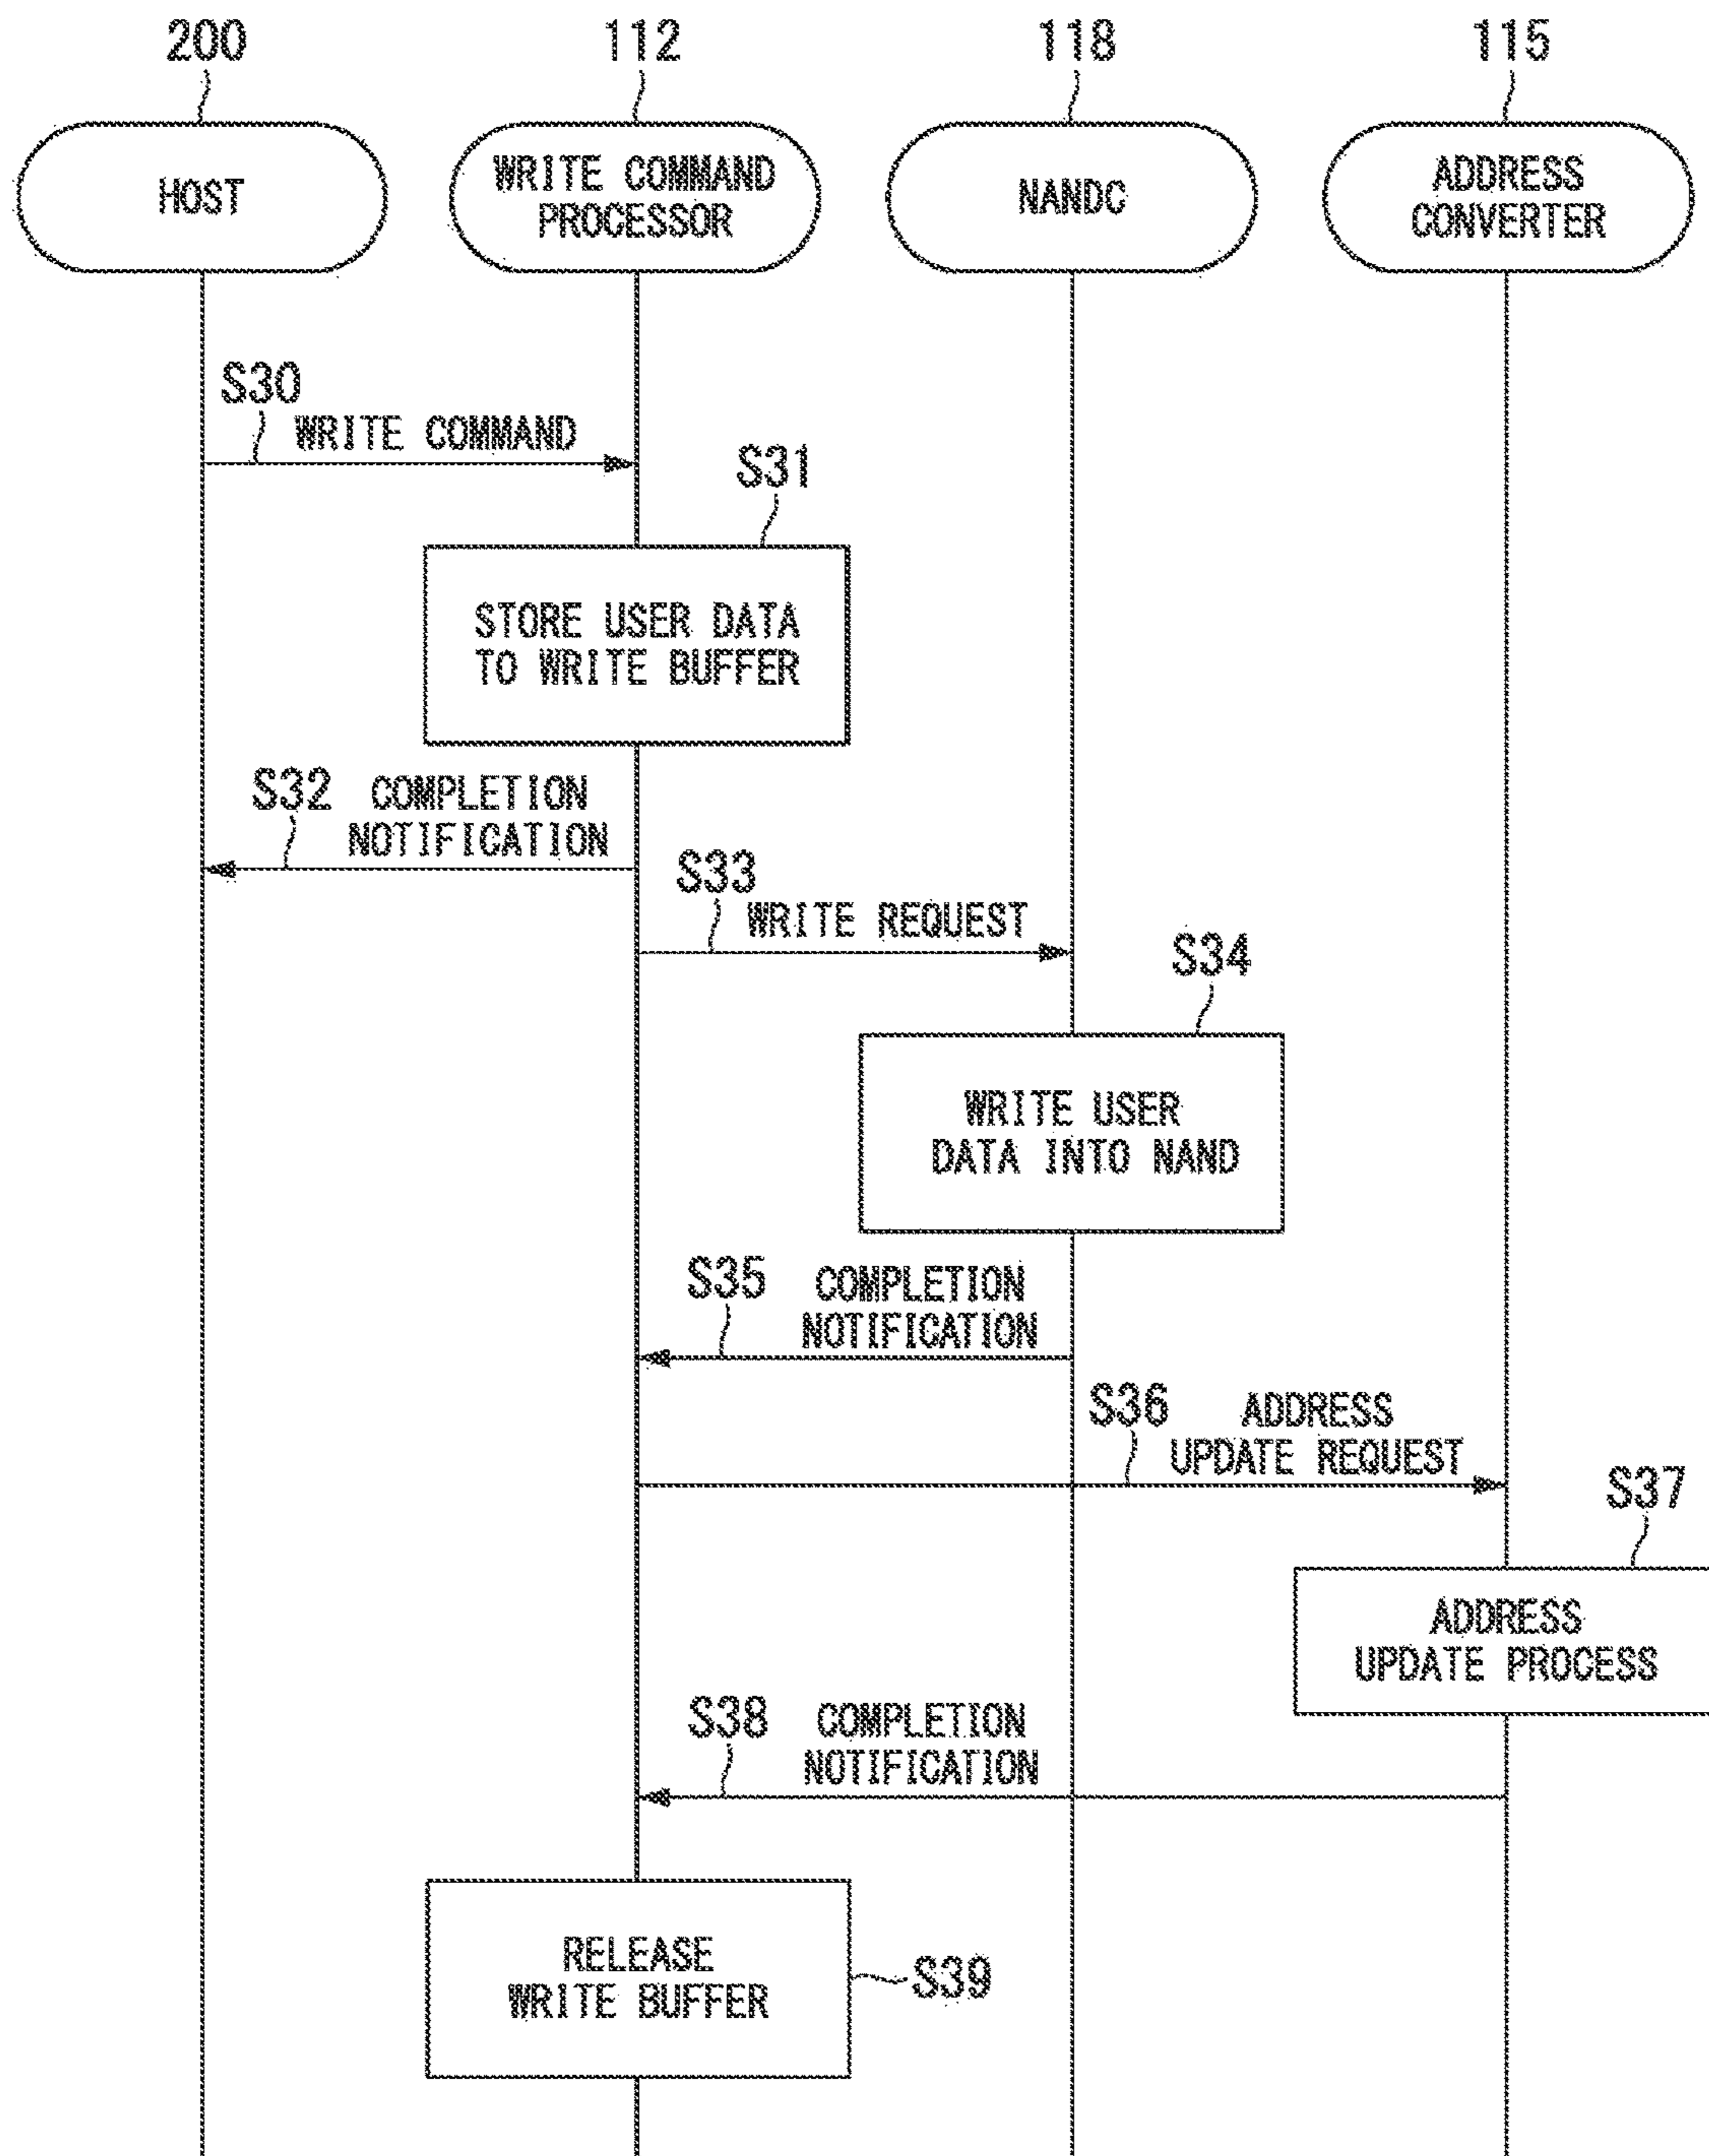 200
112
118
115
HOST
WRITE COMMAND
PROCESSOR
NANDC
ADDRESS
CONVERTER
S30
WRITE COMMAND
S31
STORE USER DATA
TO WRITE BUFFER
S32
COMPLETION
NOTIFICATION
S33
WRITE REQUEST
S34
WRITE USER
DATA INTO NAND
S35
COMPLETION
NOTIFICATION
S36
ADDRESS
UPDATE REQUEST
S37
ADDRESS
UPDATE PROCESS
S38
COMPLETION
NOTIFICATION
RELEASE
WRITE BUFFER
S39